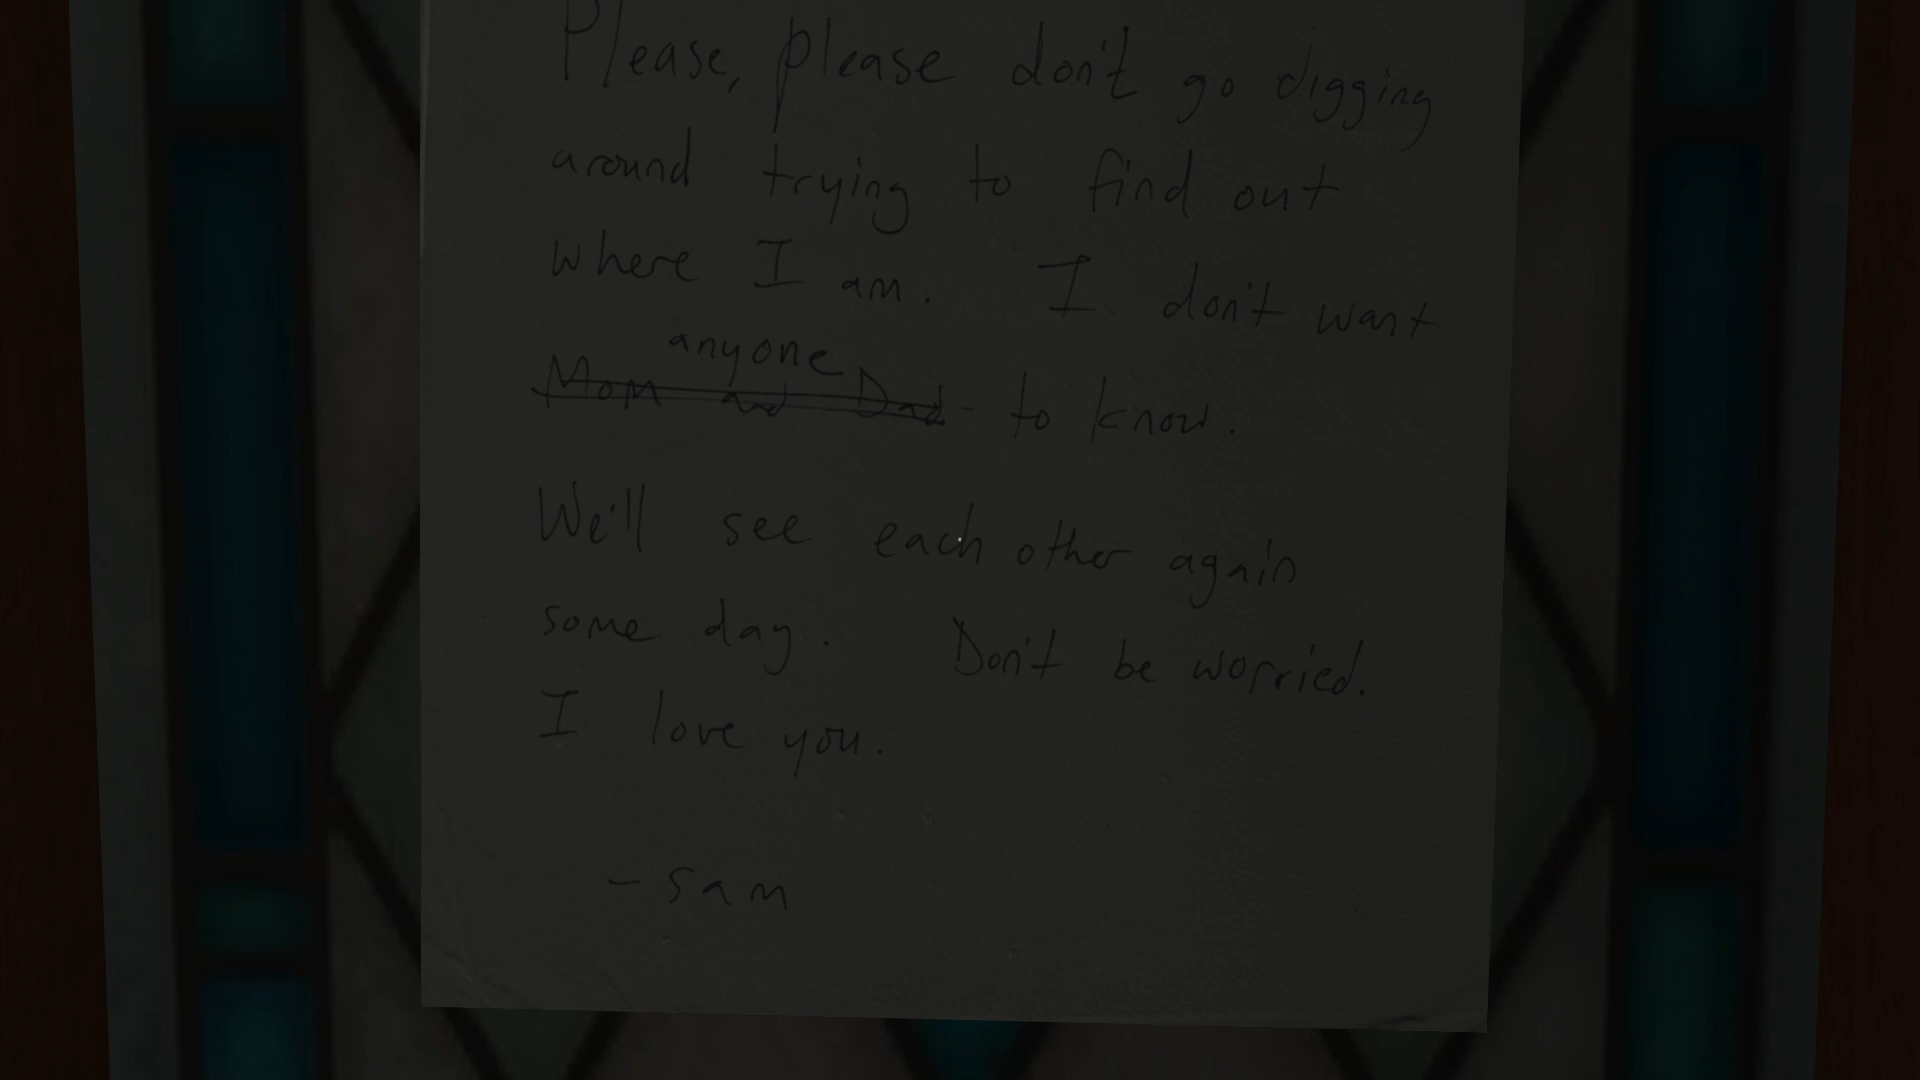 Please, please don't go digging
around trying to find out
where I am. I don't want
anyone
Mom and Dad to know.
We'll see each other again
some day. Don't be worried.
I love you.
- Sam